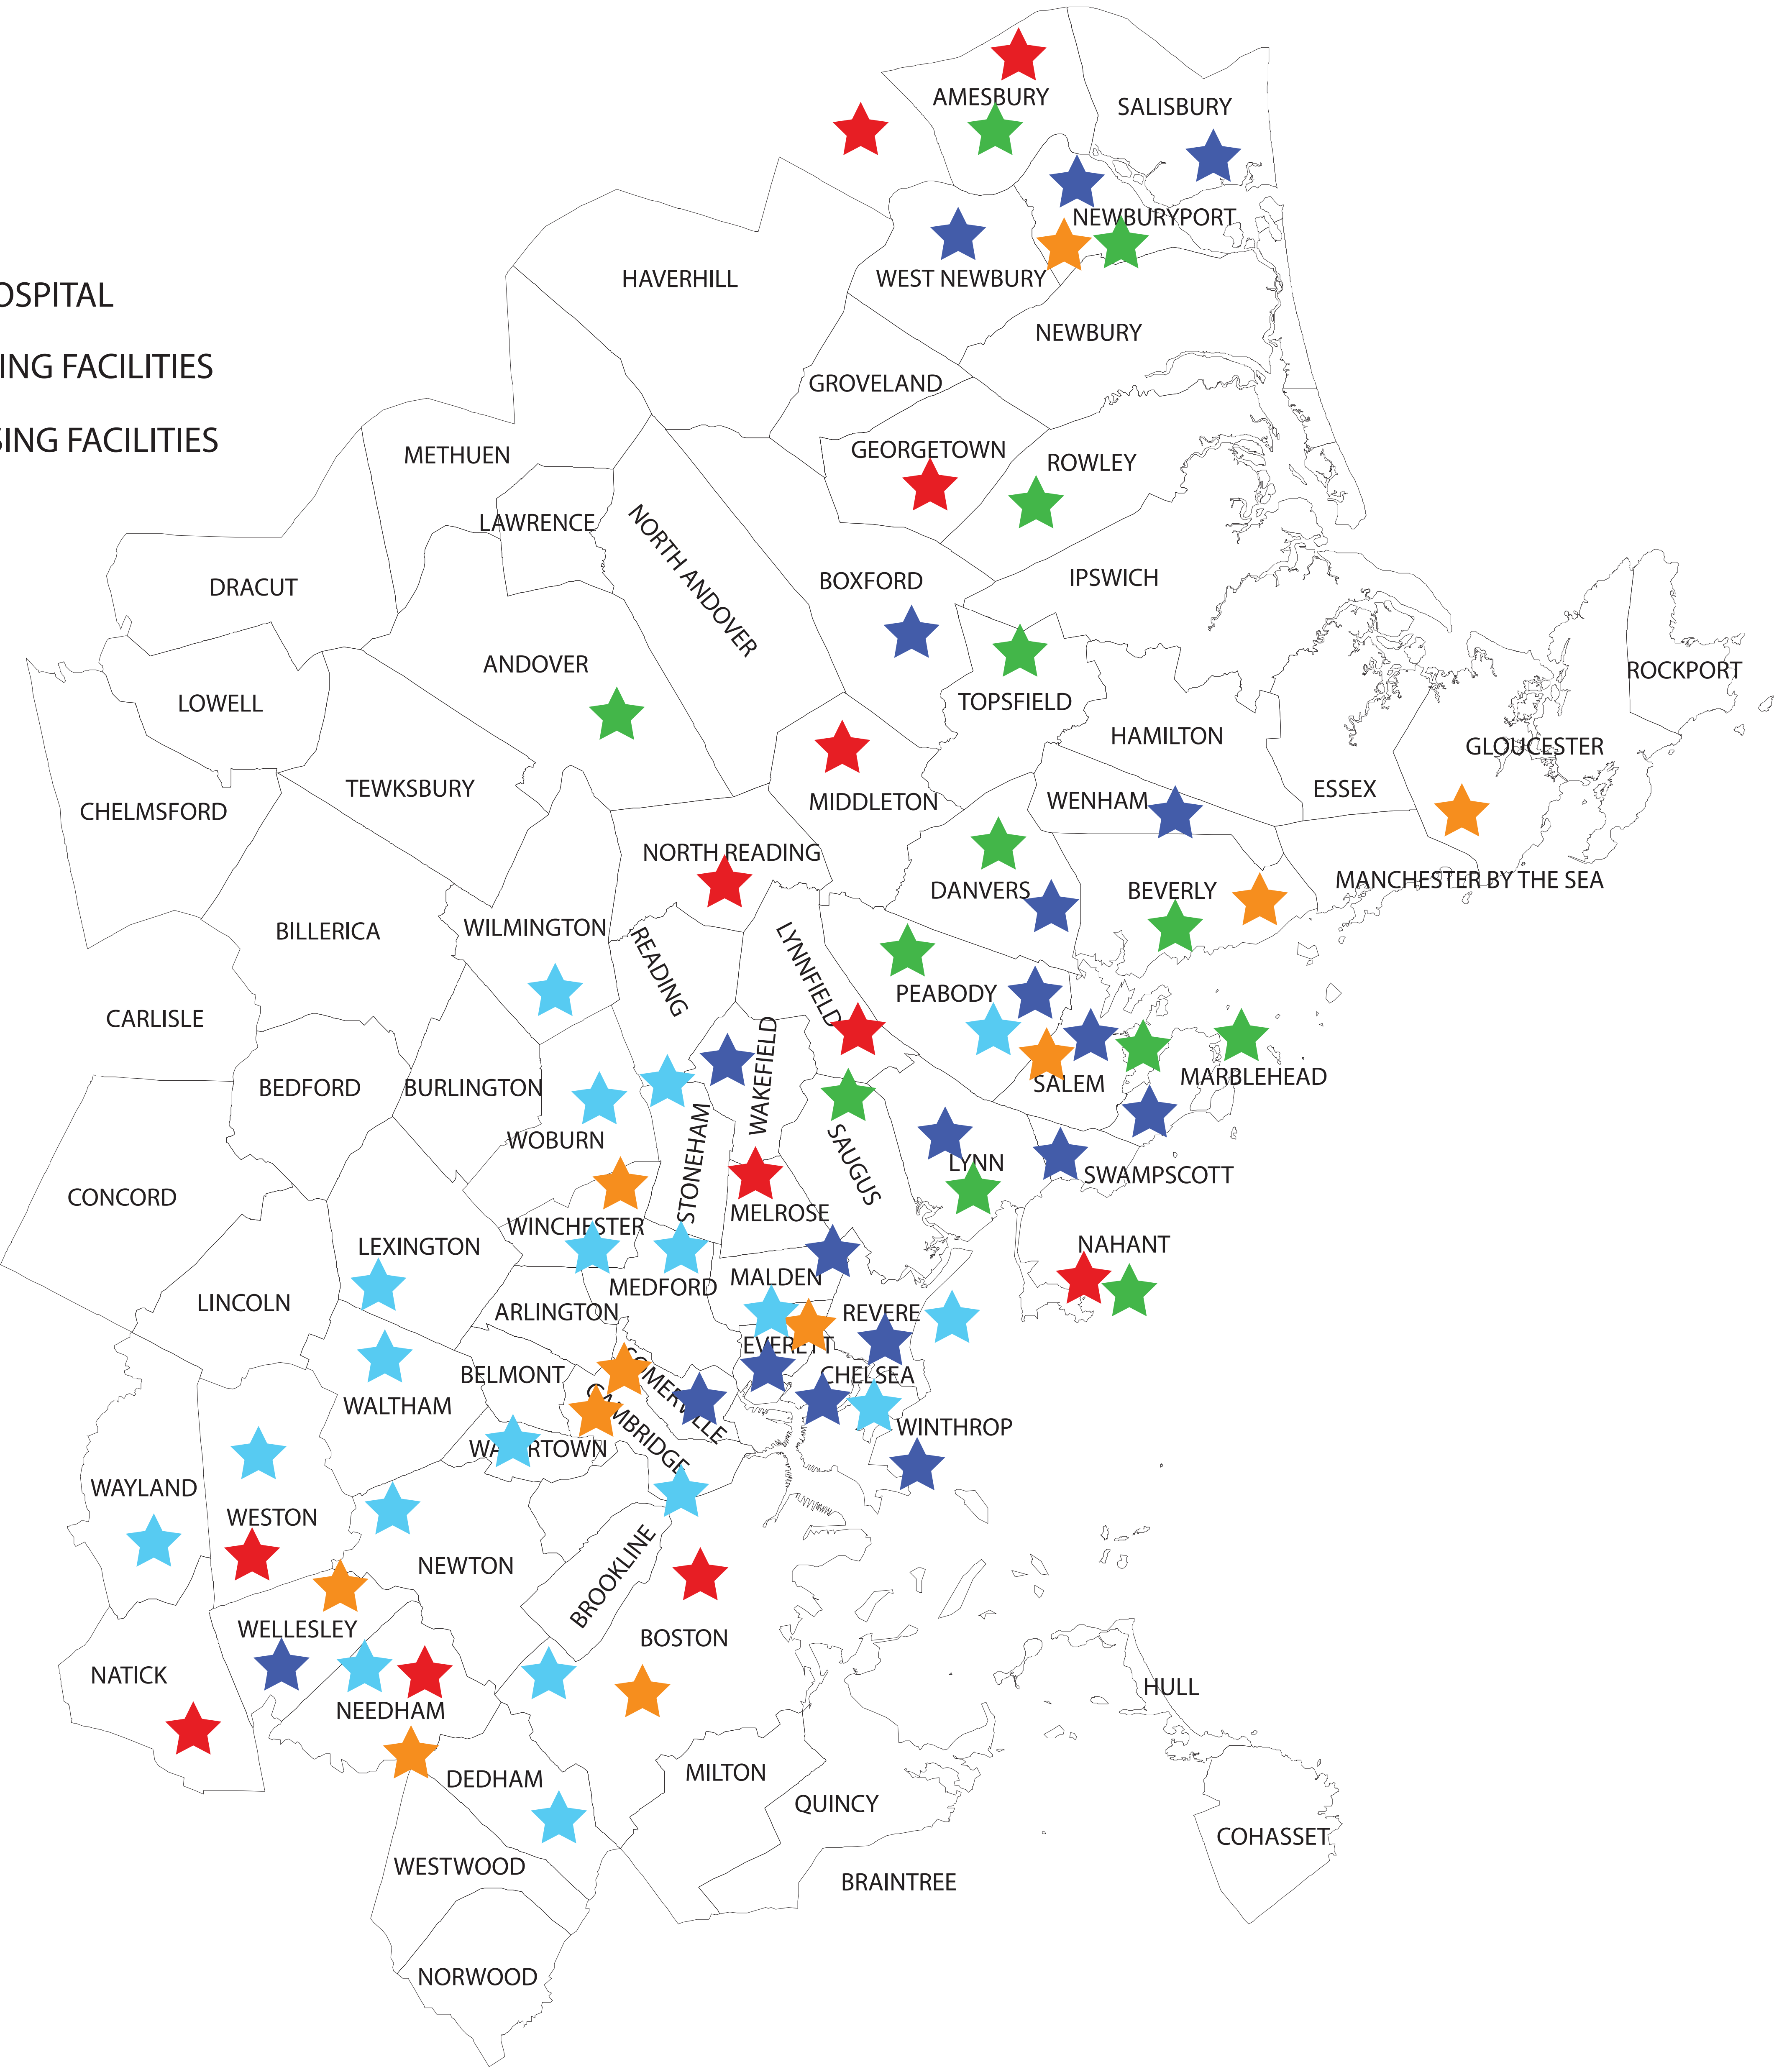 AMESBURY
SALISBURY
NEWBURYPORT
HAVERHILL
WEST NEWBURY
OSPITAL
NEWBURY
ING FACILITIES
GROVELAND
SING FACILITIES
GEORGETOWN
METHUEN
ROWLEY
LAWRENCE
NORTH ANDOVER
IPSWICH
BOXFORD
DRACUT
ANDOVER
ROCKPORT
TOPSFIELD
LOWELL
HAMILTON
GLOUCESTER
TEWKSBURY
ESSEX
WENHAM
MIDDLETON
CHELMSFORD
NORTH READING
MANCHESTER BY THE SEA
DANVERS
BEVERLY
WILMINGTON
BILLERICA
READING
LYNNFIELD
PEABODY
CARLISLE
WAKEFIELD
MARBLEHEAD
SALEM
BEDFORD
BURLINGTON
WOBURN
STONEHAM
SAUGUS
LYNN
SWAMPSCOTT
CONCORD
MELROSE
WINCHESTER
NAHANT
LEXINGTON
MALDEN
MEDFORD
LINCOLN
ARLINGTON
REVERE
EVERETT
BELMONT
CHELSEA
SOMERVILLE
WALTHAM
CAMBRIDGE
WINTHROP
WATERTOWN
WAYLAND
WESTON
NEWTON
BROOKLINE
WELLESLEY
BOSTON
NATICK
HULL
NEEDHAM
MILTON
DEDHAM
QUINCY
COHASSET
WESTWOOD
BRAINTREE
NORWOOD